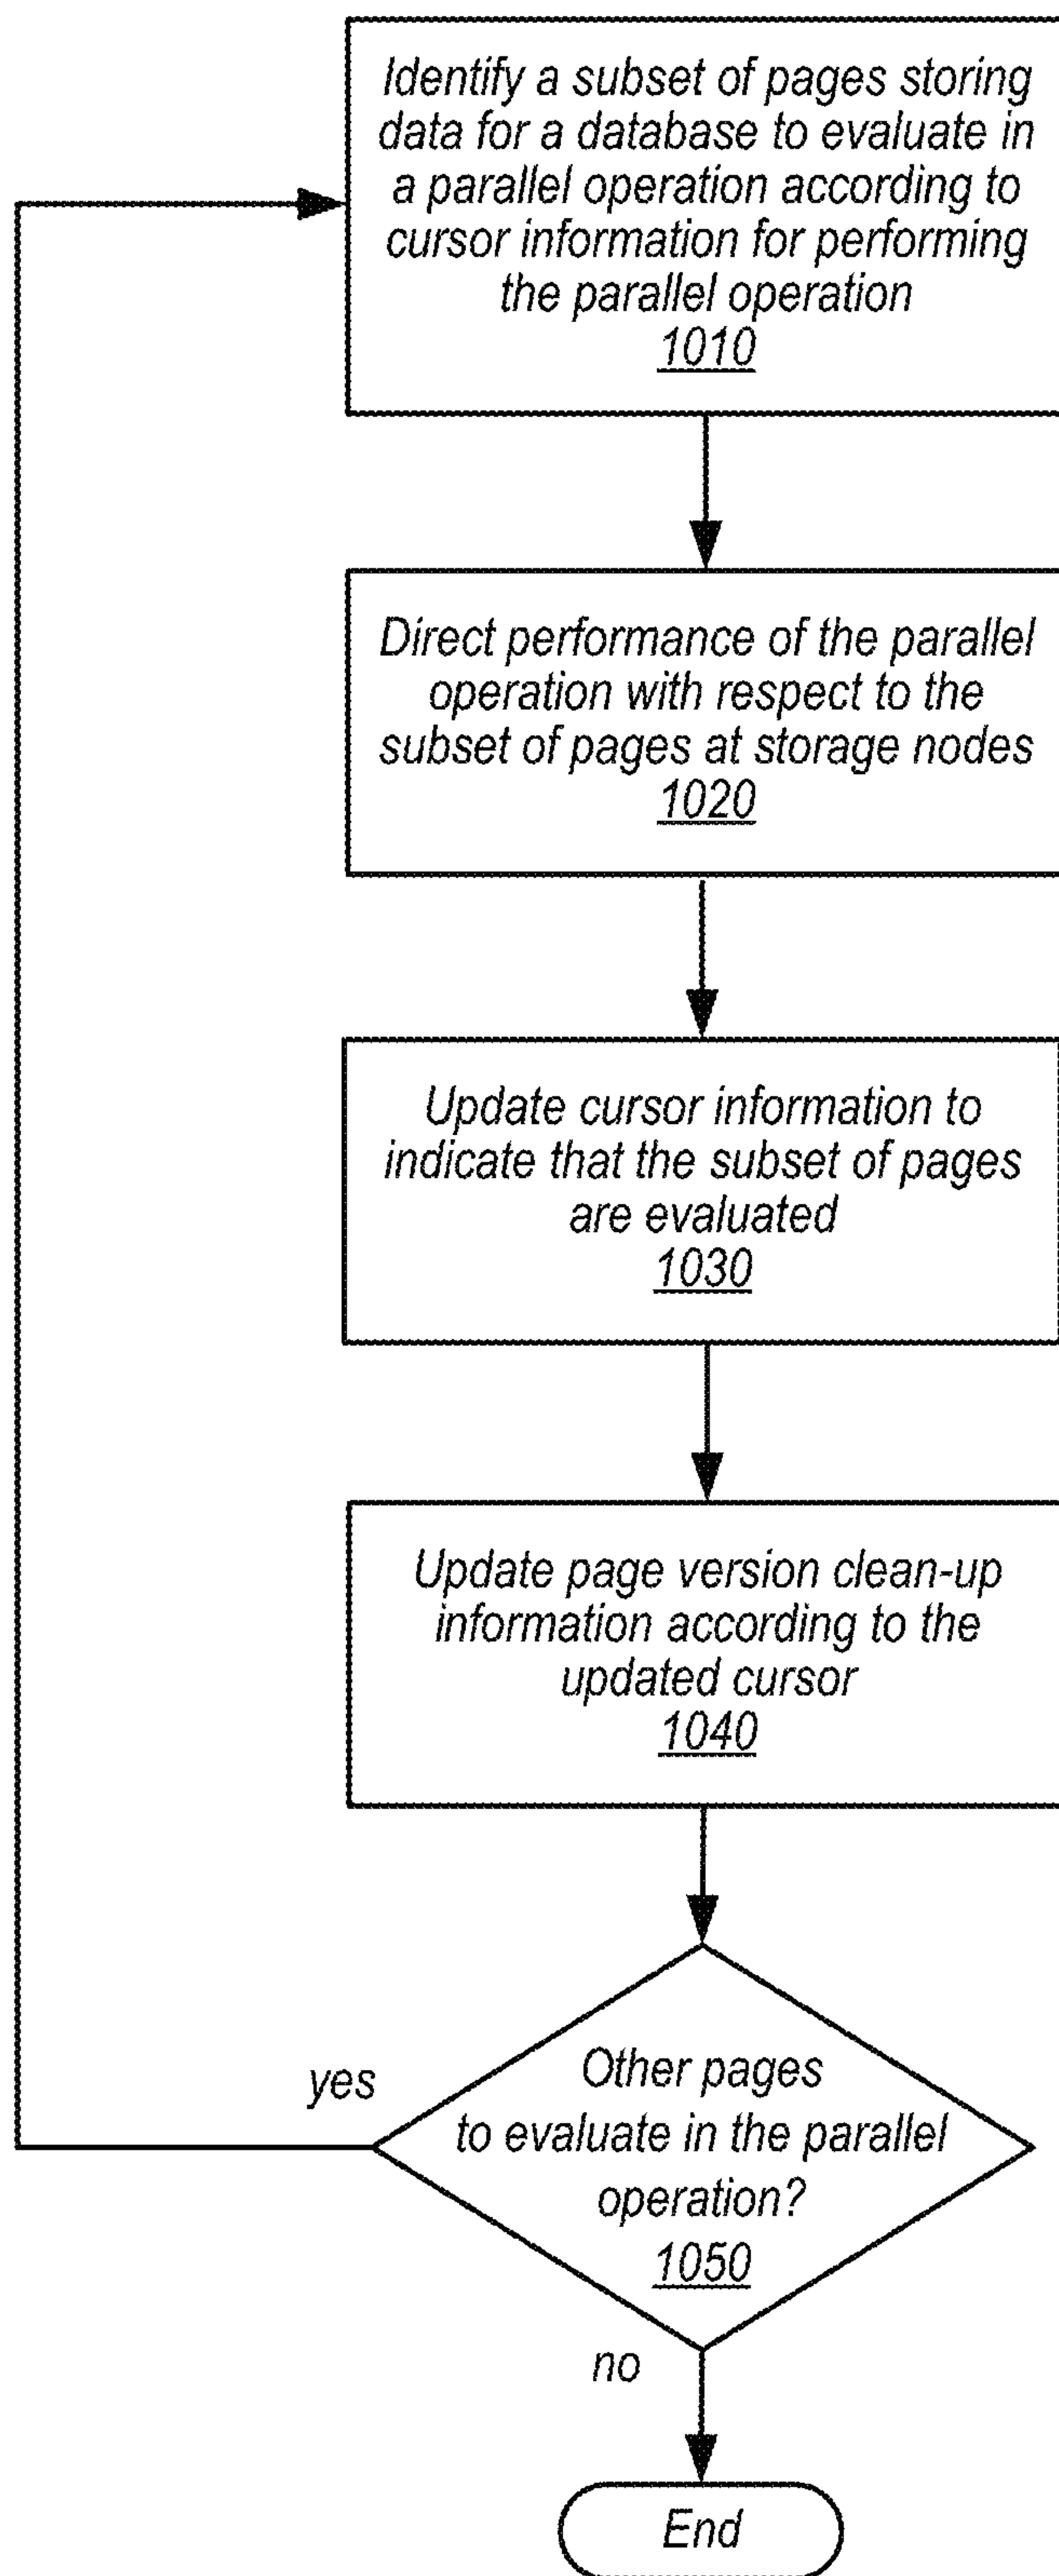 Identify a subset of pages storing
data for a database to evaluate in
a parallel operation according to
cursor information for performing
the parallel operation
1010
Direct performance of the parallel
operation with respect to the
subset of pages at storage nodes
1020
Update cursor information to
indicate that the subset of pages
are evaluated
1030
Update page version clean-up
information according to the
updated cursor
1040
yes
Other pages
to evaluate in the parallel
operation?
1050
no
End